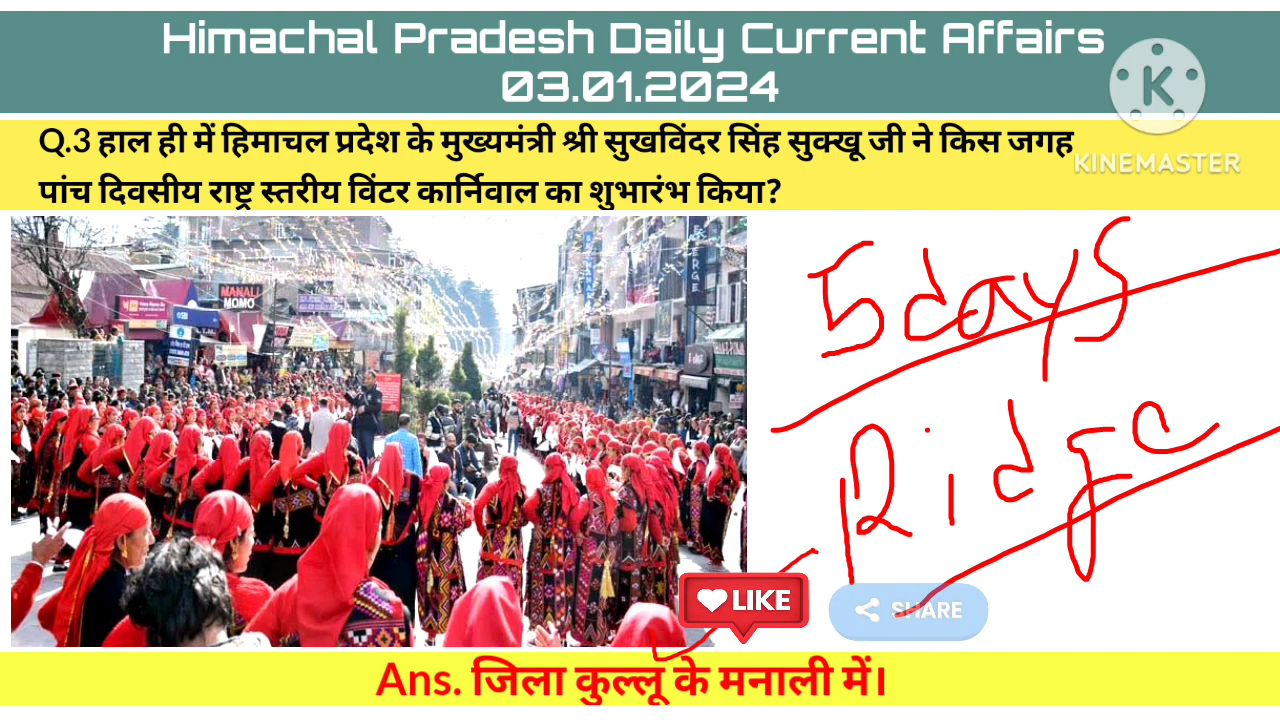 Himachal Pradesh Daily Current Affairs
03.01.2024
K
KINEMASTER
Q.3 हाल ही में हिमाचल प्रदेश के मुख्यमंत्री श्री सुखविंदर सिंह सुक्खू जी ने किस जगह
पांच दिवसीय राष्ट्र स्तरीय विंटर कार्निवाल का शुभारंभ किया?
MANALI
MOMO
SBI
5 days
Ridge
LIKE
SHARE
Ans. जिला कुल्लू के मनाली में।